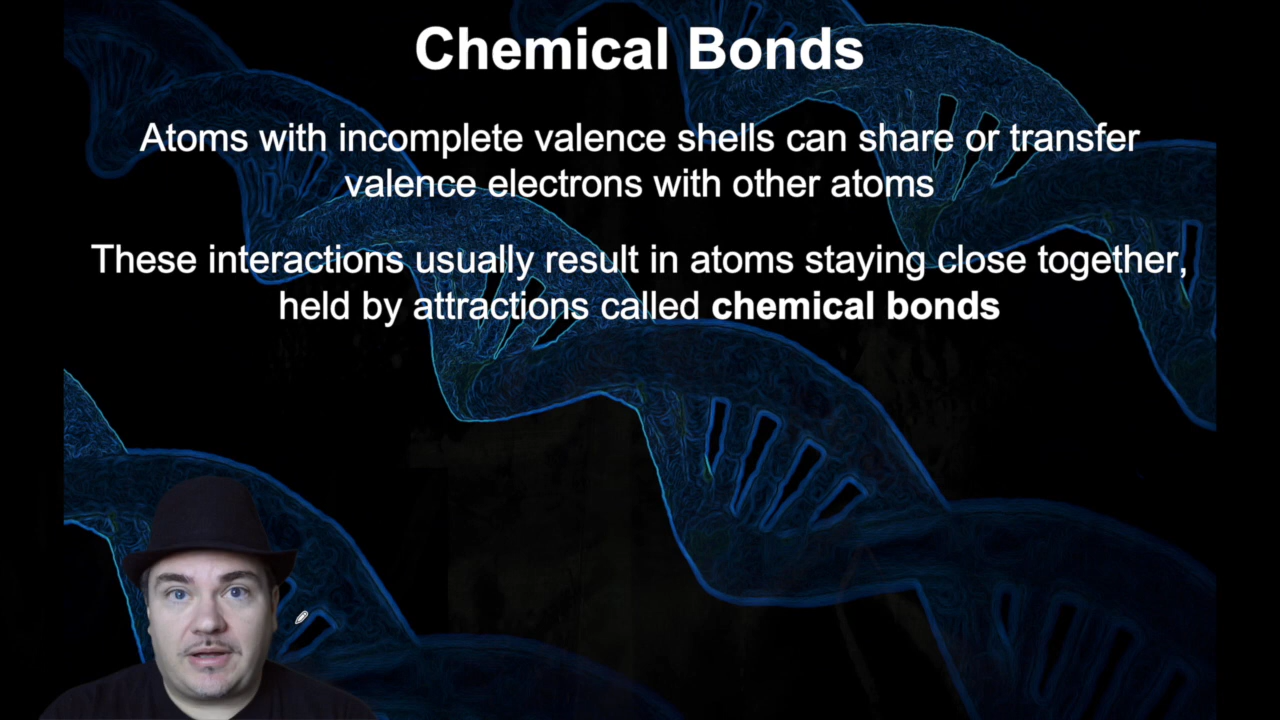 Chemical Bonds
Atoms with incomplete valence shells can share or transfer
valence electrons with other atoms
These interactions usually result in atoms staying close together,
held by attractions called chemical bonds